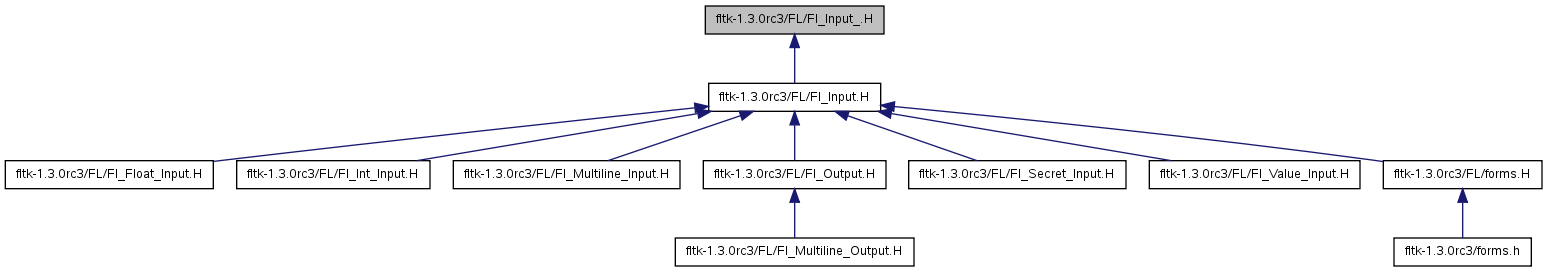 fltk-1.3.0rc3/FL/Fl_Input_.H
fltk-1.3.0rc3/FL/Fl_Input.H
fltk-1.3.0rc3/FL/Fl_Float_Input.H
fltk-1.3.0rc3/FL/Fl_Int_Input.H
fltk-1.3.0rc3/FL/Fl_Multiline_Input.H
fltk-1.3.0rc3/FL/Fl_Output.H
fltk-1.3.0rc3/FL/Fl_Secret_Input.H
fltk-1.3.0rc3/FL/Fl_Value_Input.H
fltk-1.3.0rc3/FL/forms.H
fltk-1.3.0rc3/FL/Fl_Multiline_Output.H
fltk-1.3.0rc3/forms.h